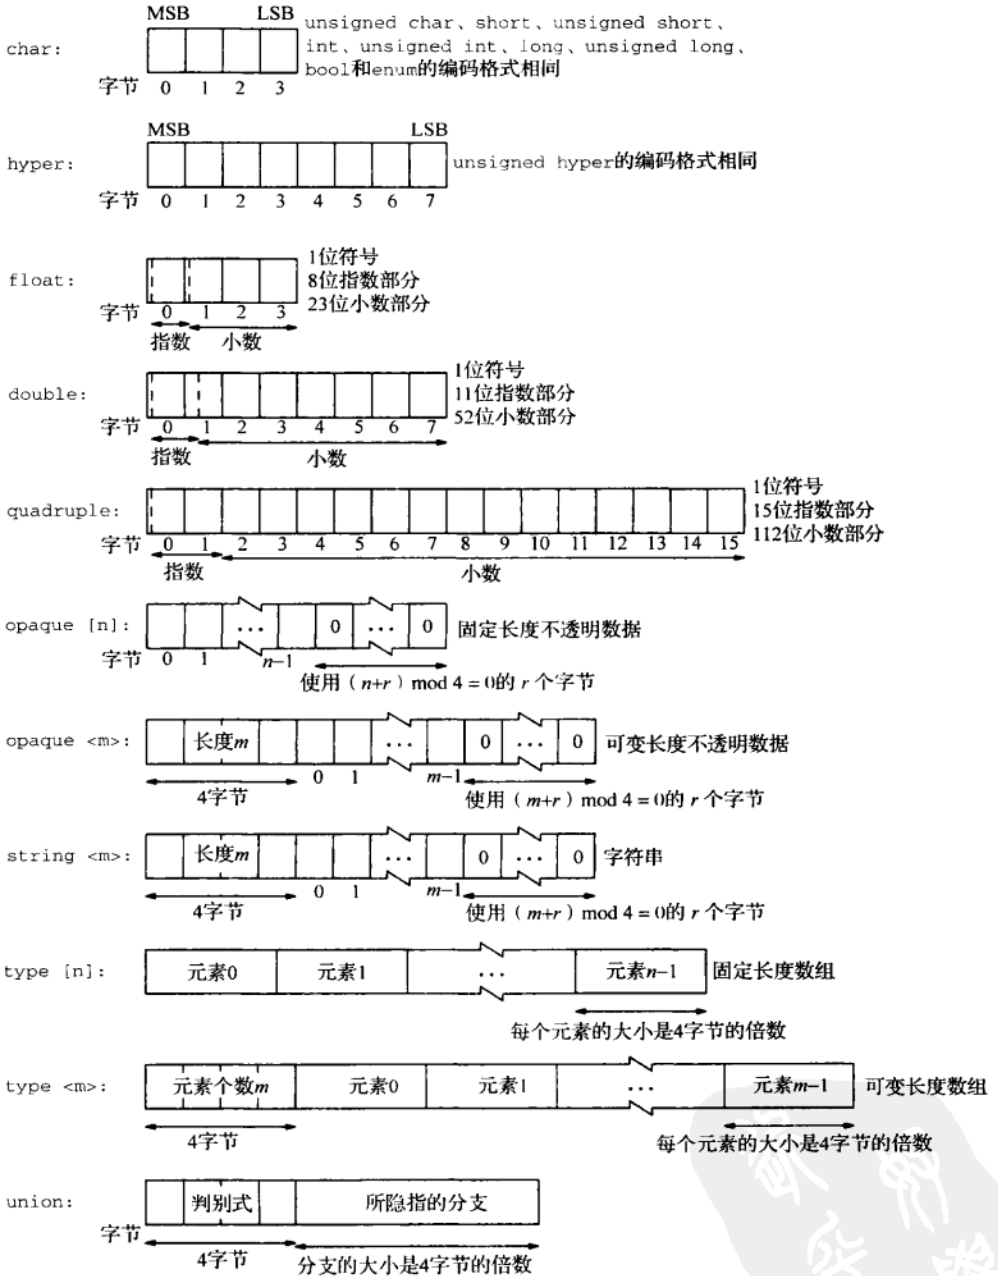 MSB LSB
char: unsigned char、short、unsigned short、
int、unsigned int、long、unsigned long、
bool和enum的编码格式相同
字节 0 1 2 3
MSB LSB
hyper: unsigned hyper的编码格式相同
字节 0 1 2 3 4 5 6 7
float: 1位符号
8位指数部分
23位小数部分
字节 0 1 2 3
指数 小数
double: 1位符号
11位指数部分
52位小数部分
字节 0 1 2 3 4 5 6 7
指数 小数
quadruple: 1位符号
15位指数部分
112位小数部分
字节 0 1 2 3 4 5 6 7 8 9 10 11 12 13 14 15
指数 小数
opaque [n]: ... 0 ... 0 固定长度不透明数据
字节 0 1 n-1
使用（n+r）mod 4 = 0的 r 个字节
opaque <m>: 长度m ... 0 ... 0 可变长度不透明数据
0 1 m-1
4字节 使用（m+r）mod 4 = 0的 r 个字节
string <m>: 长度m ... 0 ... 0 字符串
0 1 m-1
4字节 使用（m+r）mod 4 = 0的 r 个字节
type [n]: 元素0 元素1 ... 元素n-1 固定长度数组
每个元素的大小是4字节的倍数
type <m>: 元素个数m 元素0 元素1 ... 元素m-1 可变长度数组
4字节 每个元素的大小是4字节的倍数
union: 判别式 所隐指的分支
字节
4字节 分支的大小是4字节的倍数